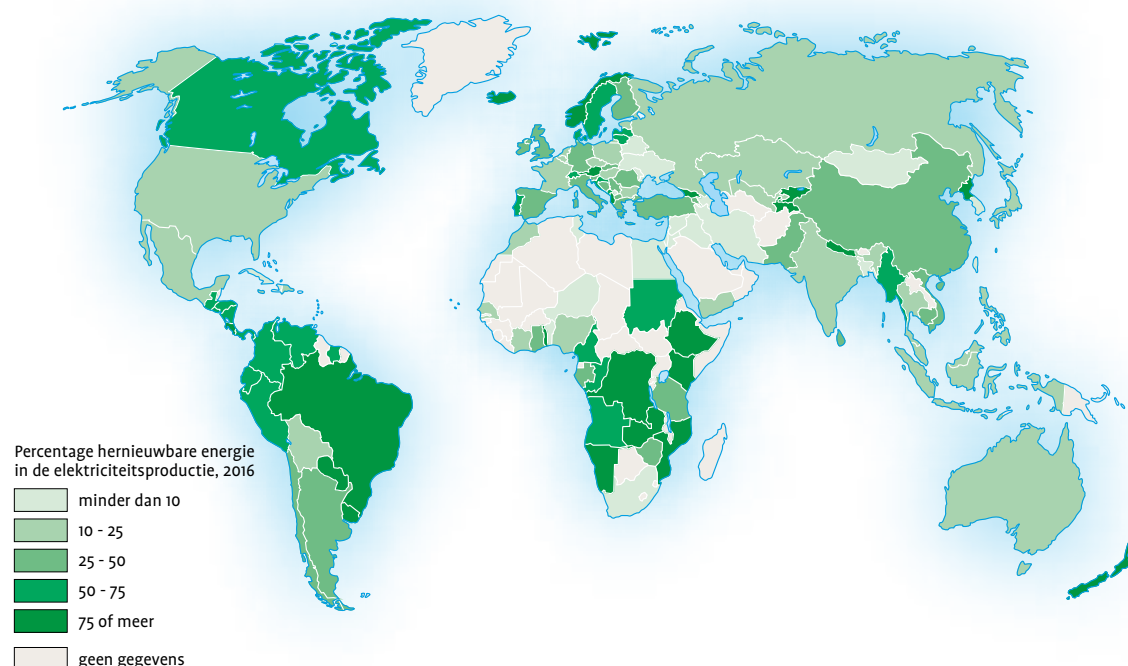 Percentage hernieuwbare energie
in de elektriciteitsproductie, 2016
minder dan 10
10 - 25
25 - 50
50 - 75
75 of meer
geen gegevens